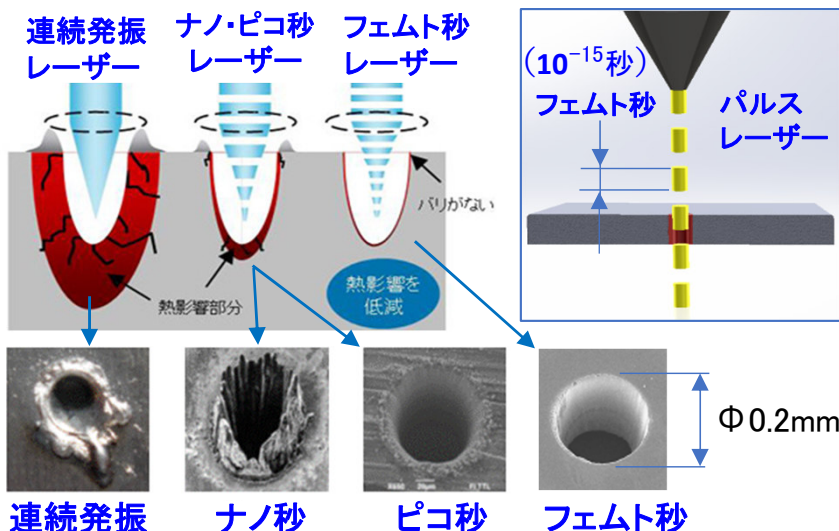 連続発振
レーザー
ナノ・ピコ秒
レーザー
フェムト秒
レーザー
(10⁻¹⁵秒)
フェムト秒
パルス
レーザー
バリがない
熱影響部分
熱影響を
低減
Φ0.2mm
連続発振
ナノ秒
ピコ秒
フェムト秒